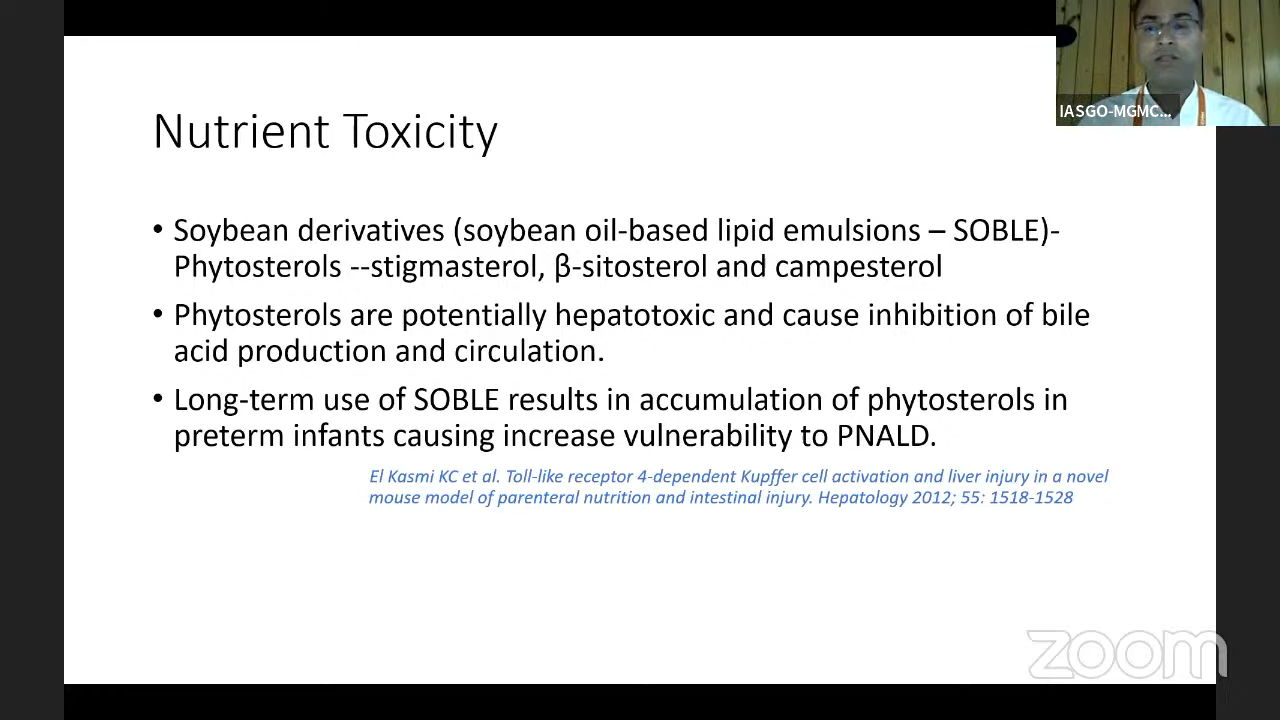 IASGO-MGMC...
Nutrient Toxicity
• Soybean derivatives (soybean oil-based lipid emulsions – SOBLE)-
Phytosterols --stigmasterol, β-sitosterol and campesterol
• Phytosterols are potentially hepatotoxic and cause inhibition of bile
acid production and circulation.
• Long-term use of SOBLE results in accumulation of phytosterols in
preterm infants causing increase vulnerability to PNALD.
El Kasmi KC et al. Toll-like receptor 4-dependent Kupffer cell activation and liver injury in a novel
mouse model of parenteral nutrition and intestinal injury. Hepatology 2012; 55: 1518-1528
zoom